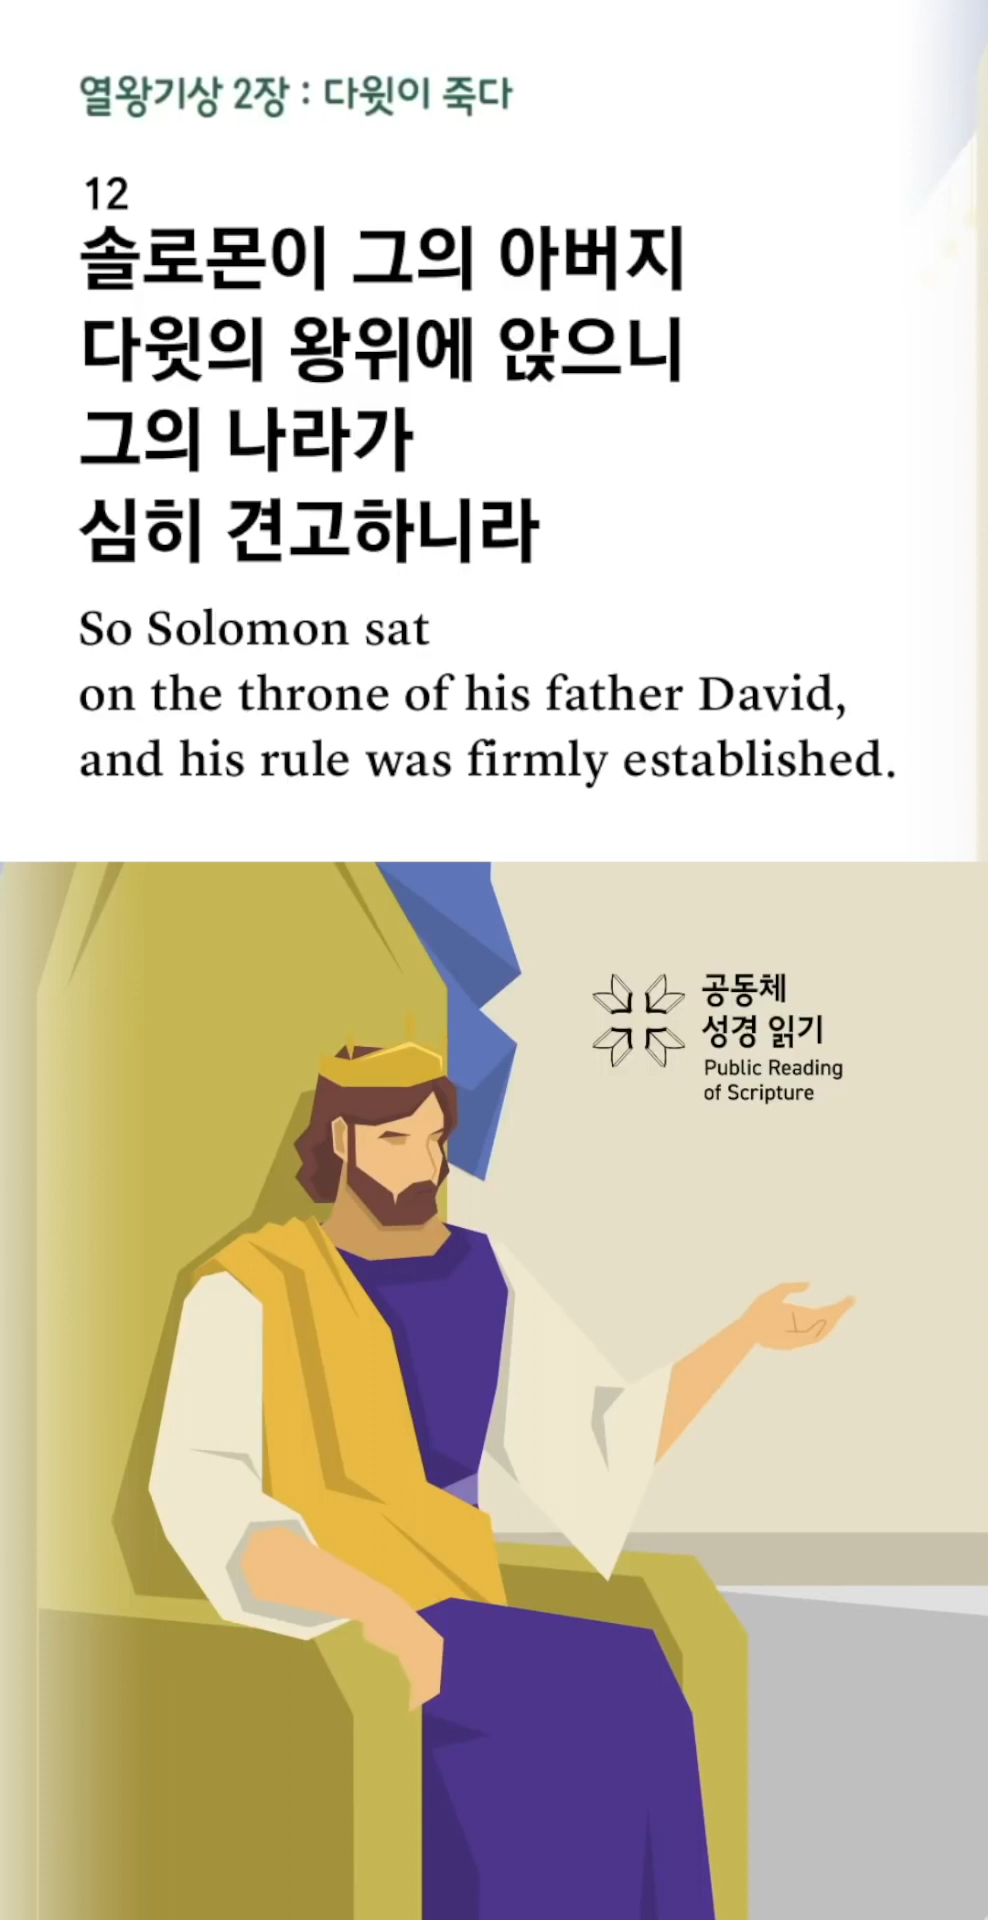 열왕기상 2장 : 다윗이 죽다
12
솔로몬이 그의 아버지
다윗의 왕위에 앉으니
그의 나라가
심히 견고하니라
So Solomon sat
on the throne of his father David,
and his rule was firmly established.
공동체
성경 읽기
Public Reading
of Scripture